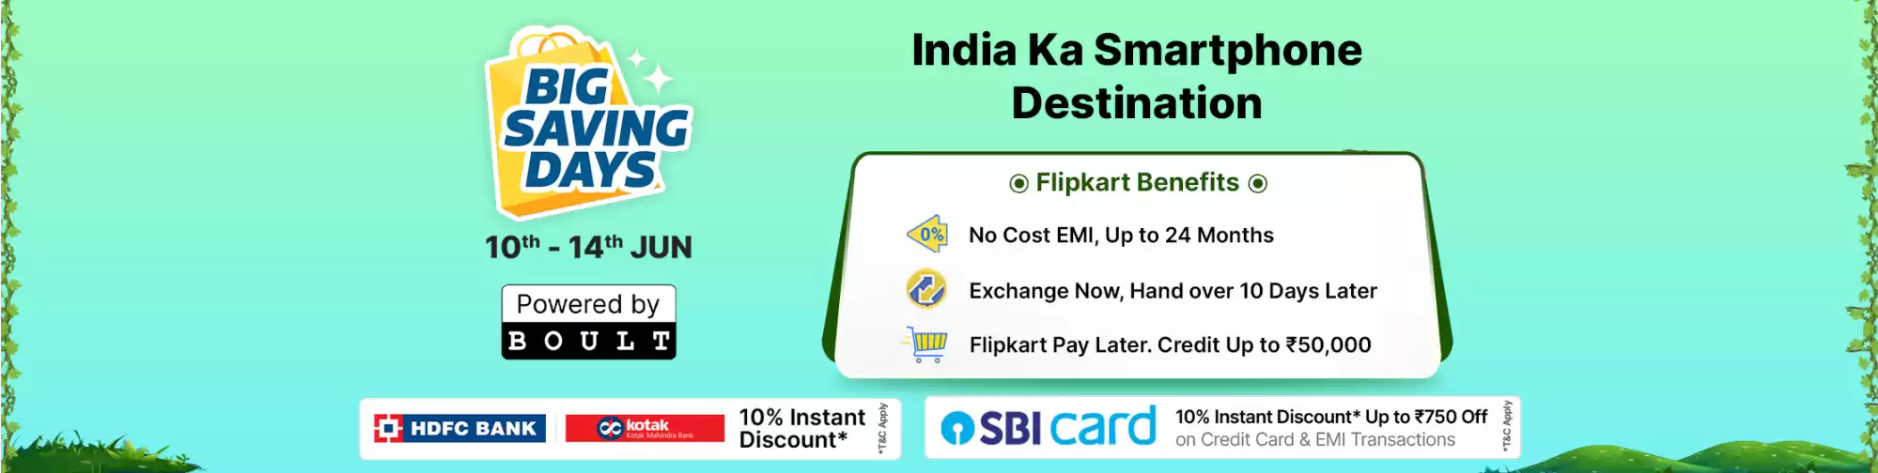 BIG
SAVING
DAYS
10th - 14th JUN
Powered by
BOULT
India Ka Smartphone
Destination
Flipkart Benefits
0%
No Cost EMI, Up to 24 Months
Exchange Now, Hand over 10 Days Later
Flipkart Pay Later. Credit Up to ₹50,000
HDFC BANK
kotak
Kotak Mahindra Bank
10% Instant
Discount*
*T&C Apply
SBI card
10% Instant Discount* Up to ₹750 Off
on Credit Card & EMI Transactions
*T&C Apply